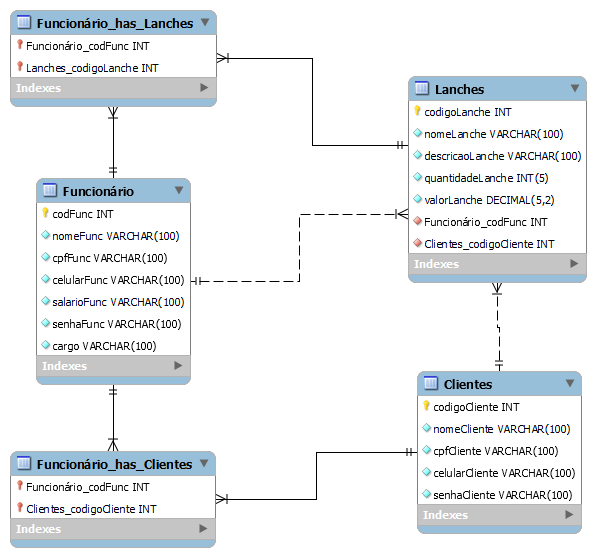 Funcionário_has_Lanches
Funcionário_codFunc INT
Lanches_codigoLanche INT
Indexes
Lanches
codigoLanche INT
nomeLanche VARCHAR(100)
descricaoLanche VARCHAR(100)
quantidadeLanche INT(5)
valorLanche DECIMAL(5,2)
Funcionário_codFunc INT
Clientes_codigoCliente INT
Indexes
Funcionário
codFunc INT
nomeFunc VARCHAR(100)
cpfFunc VARCHAR(100)
celularFunc VARCHAR(100)
salarioFunc VARCHAR(100)
senhaFunc VARCHAR(100)
cargo VARCHAR(100)
Indexes
Clientes
codigoCliente INT
nomeCliente VARCHAR(100)
cpfCliente VARCHAR(100)
celularCliente VARCHAR(100)
senhaCliente VARCHAR(100)
Indexes
Funcionário_has_Clientes
Funcionário_codFunc INT
Clientes_codigoCliente INT
Indexes